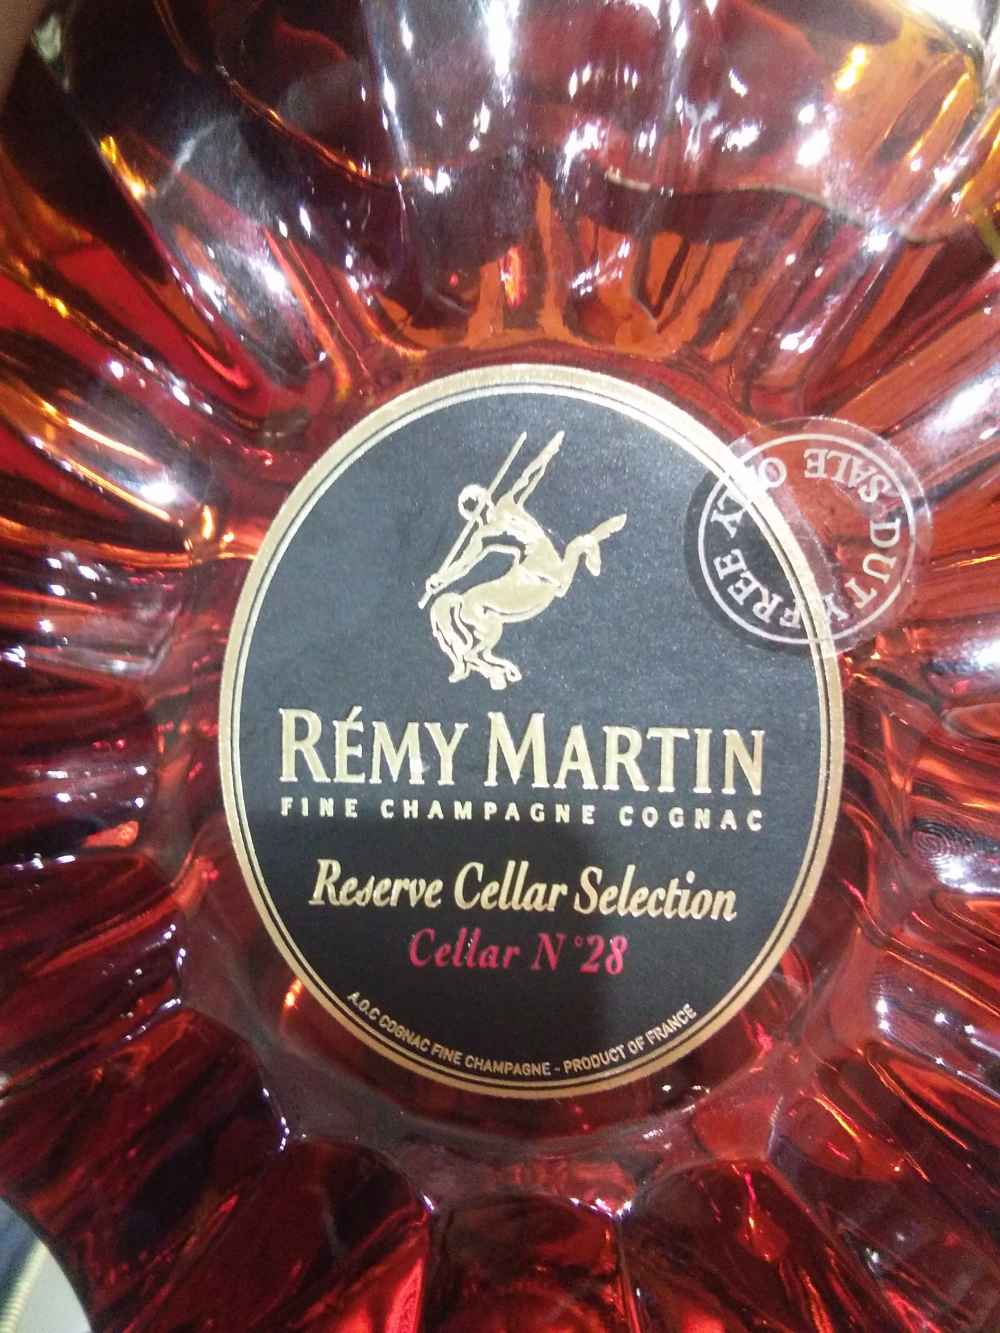 RÉMY MARTIN
FINE CHAMPAGNE COGNAC
Reserve Cellar Selection
Cellar N°28
A.O.C COGNAC FINE CHAMPAGNE - PRODUCT OF FRANCE
DUTY FREE
SALE